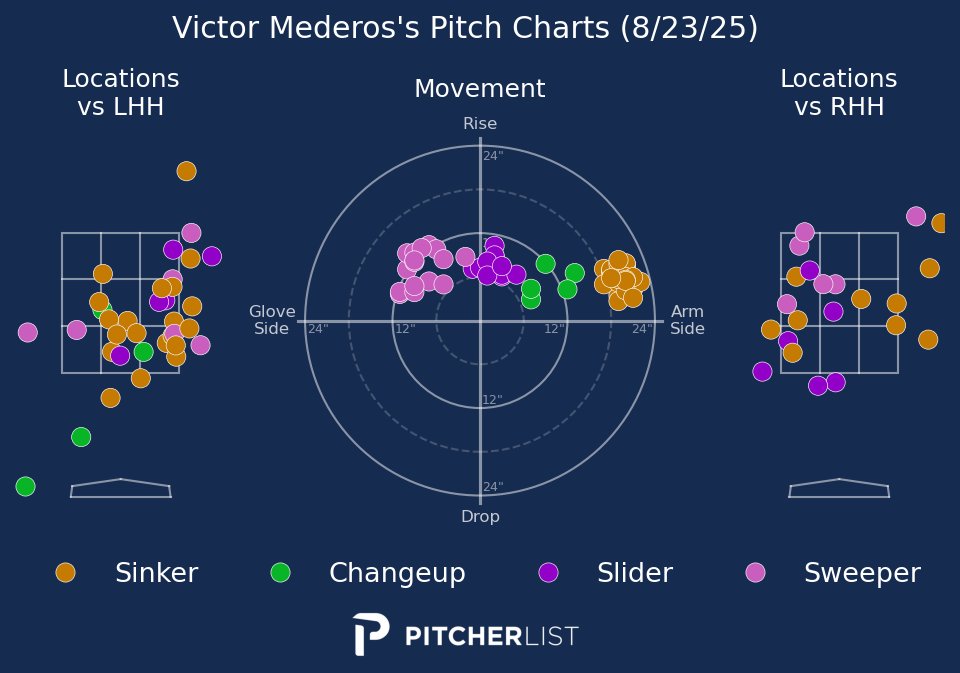 Victor Mederos's Pitch Charts (8/23/25)
Locations
vs LHH
Movement
Locations
vs RHH
Rise
24"
Glove
Side
24"
12"
12"
24"
Arm
Side
12"
24"
Drop
Sinker
Changeup
Slider
Sweeper
PITCHERLIST